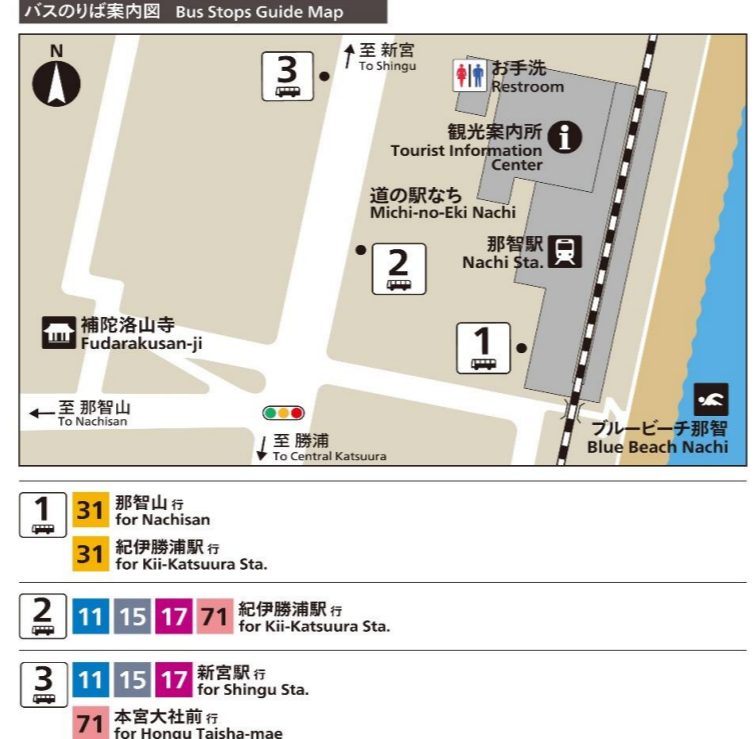 バスのりば案内図 Bus Stops Guide Map
N
3
至 新宮
To Shingu
お手洗
Restroom
観光案内所
Tourist Information
Center
道の駅なち
Michi-no-Eki Nachi
那智駅
Nachi Sta.
2
補陀洛山寺
Fudarakusan-ji
1
至 那智山
To Nachisan
至 勝浦
To Central Katsuura
ブルービーチ那智
Blue Beach Nachi
1 31 那智山 行
for Nachisan
31 紀伊勝浦駅 行
for Kii-Katsuura Sta.
2 11 15 17 71 紀伊勝浦駅 行
for Kii-Katsuura Sta.
3 11 15 17 新宮駅 行
for Shingu Sta.
71 本宮大社前 行
for Hongu Taisha-mae